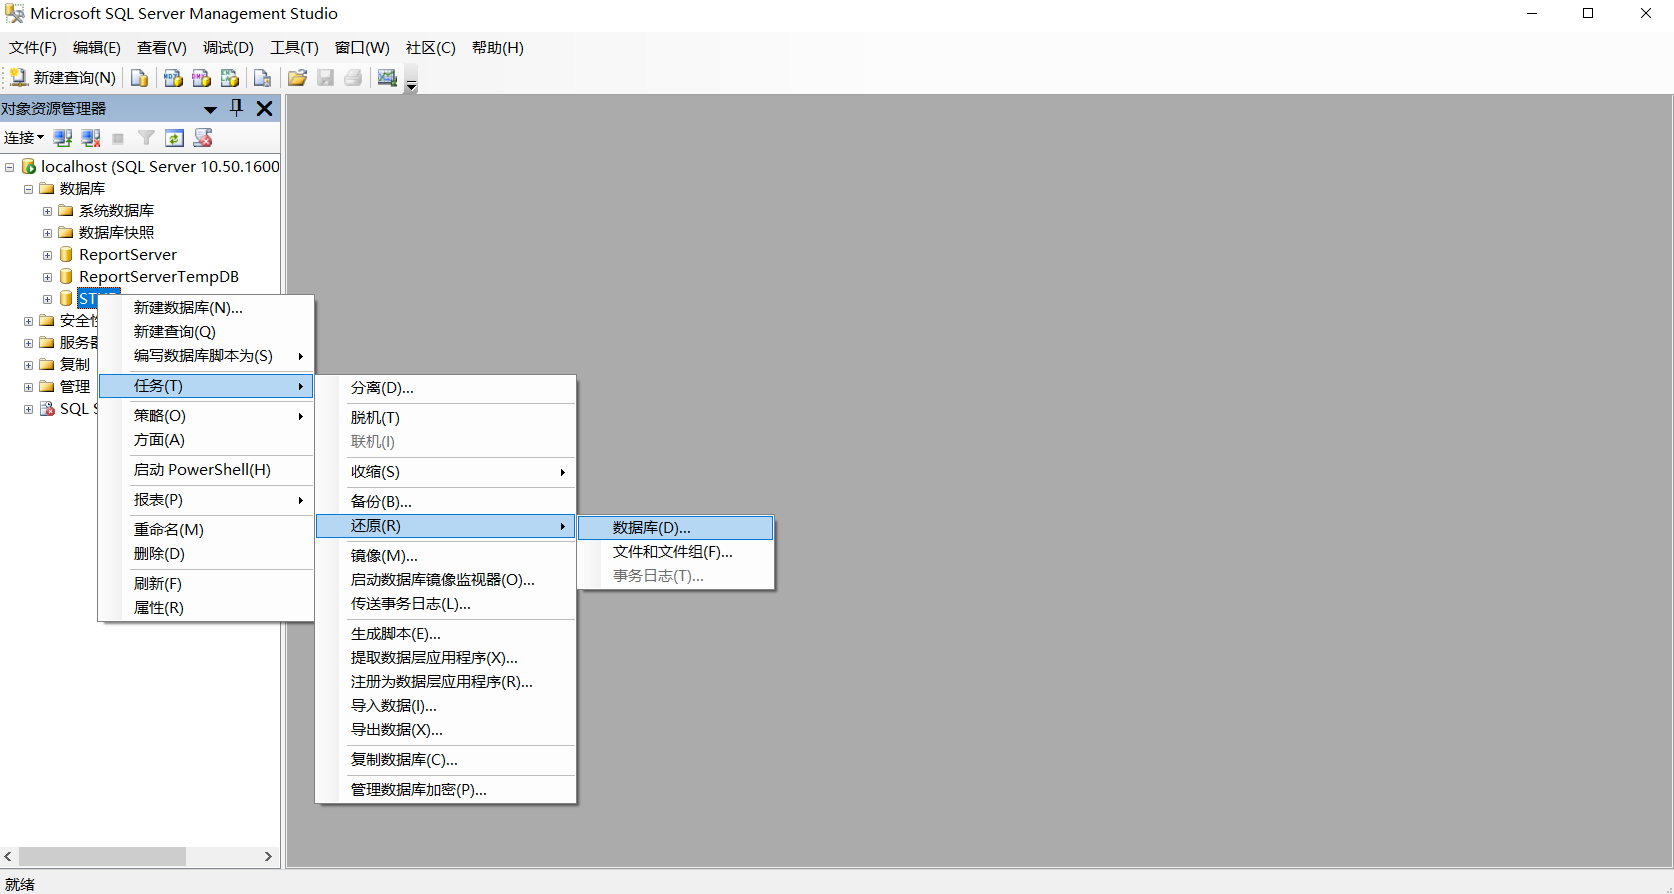 Microsoft SQL Server Management Studio
文件(F) 编辑(E) 查看(V) 调试(D) 工具(T) 窗口(W) 社区(C) 帮助(H)
新建查询(N)
对象资源管理器
连接
localhost (SQL Server 10.50.1600
数据库
系统数据库
数据库快照
ReportServer
ReportServerTempDB
ST
安全性
服务器
复制
管理
SQL S
新建数据库(N)...
新建查询(Q)
编写数据库脚本为(S)
任务(T)
策略(O)
方面(A)
启动 PowerShell(H)
报表(P)
重命名(M)
删除(D)
刷新(F)
属性(R)
分离(D)...
脱机(T)
联机(I)
收缩(S)
备份(B)...
还原(R)
镜像(M)...
启动数据库镜像监视器(O)...
传送事务日志(L)...
生成脚本(E)...
提取数据层应用程序(X)...
注册为数据层应用程序(R)...
导入数据(I)...
导出数据(X)...
复制数据库(C)...
管理数据库加密(P)...
数据库(D)...
文件和文件组(F)...
事务日志(T)...
就绪